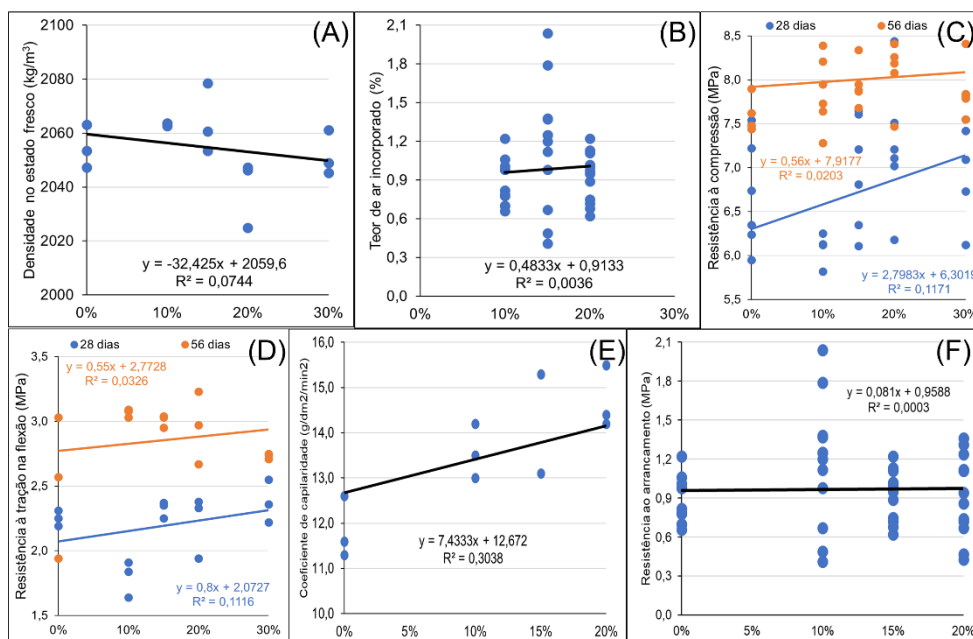 (A)
Densidade no estado fresco (kg/m³)
2100
2080
2060
2040
2020
2000
y = -32,425x + 2059,6
R² = 0,0744
0%
10%
20%
30%
(B)
Teor de ar incorporado (%)
2,1
1,8
1,5
1,2
0,9
0,6
0,3
0,0
y = 0,4833x + 0,9133
R² = 0,0036
0%
10%
20%
30%
28 dias
56 dias
(C)
Resistência à compressão (MPa)
8,5
8,0
7,5
7,0
6,5
6,0
5,5
y = 0,56x + 7,9177
R² = 0,0203
y = 2,7983x + 6,3019
R² = 0,1171
0%
10%
20%
30%
28 dias
56 dias
(D)
Resistência à tração na flexão (MPa)
3,5
3,0
2,5
2,0
1,5
y = 0,55x + 2,7728
R² = 0,0326
y = 0,8x + 2,0727
R² = 0,1116
0%
10%
20%
30%
(E)
Coeficiente de capilaridade (g/dm2/min2)
16,0
15,0
14,0
13,0
12,0
11,0
10,0
y = 7,4333x + 12,672
R² = 0,3038
0%
5%
10%
15%
20%
(F)
Resistência ao arrancamento (MPa)
2,1
1,8
1,5
1,2
0,9
0,6
0,3
0,0
y = 0,081x + 0,9588
R² = 0,0003
0%
5%
10%
15%
20%